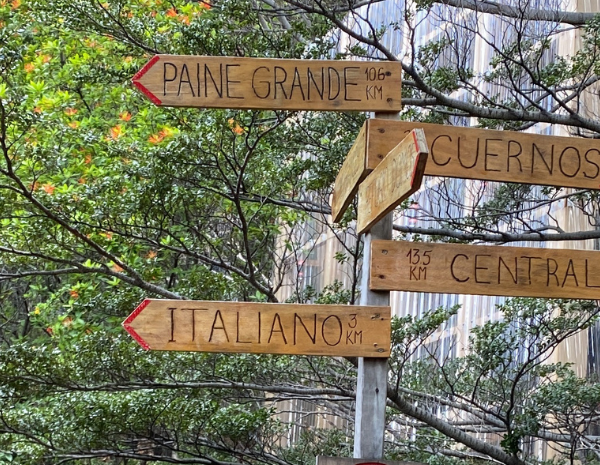 PAINE GRANDE 10.6 KM
CUERNOS
13.5 KM CENTRAL
ITALIANO 3 KM